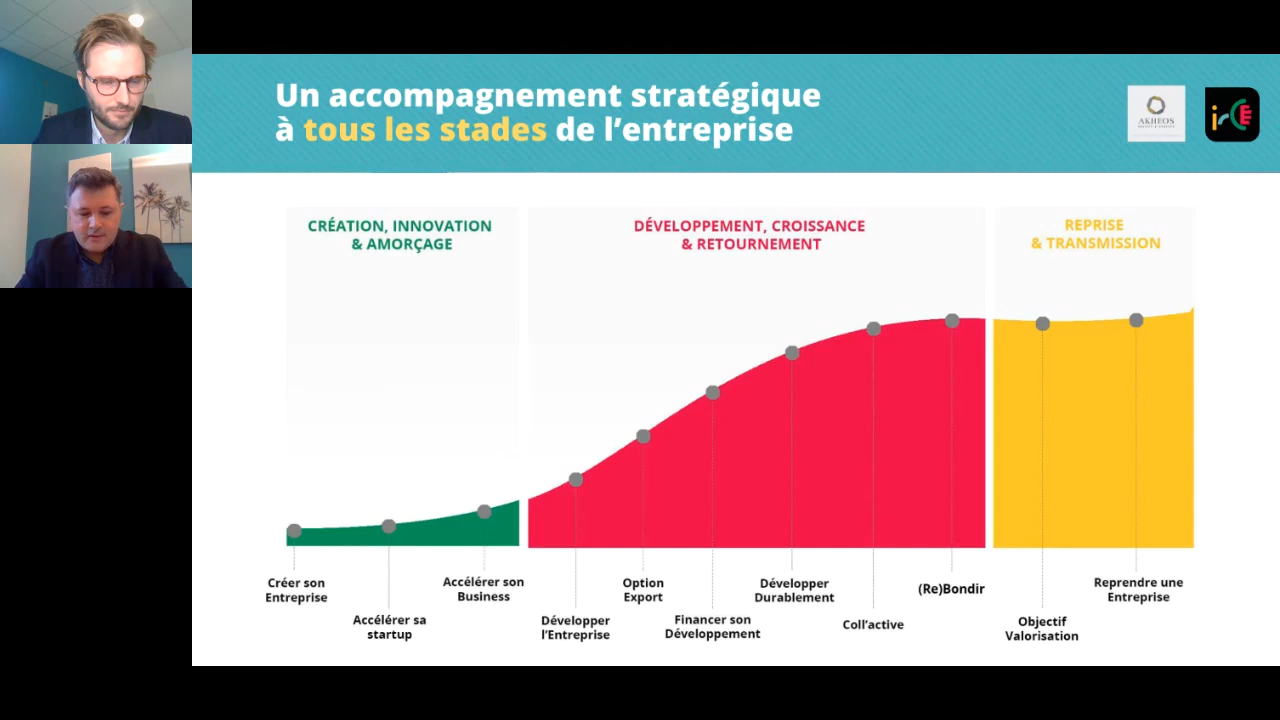 Un accompagnement stratégique
à tous les stades de l’entreprise
AKHEOS
irCE
CRÉATION, INNOVATION
& AMORÇAGE
DÉVELOPPEMENT, CROISSANCE
& RETOURNEMENT
REPRISE
& TRANSMISSION
Créer son
Entreprise
Accélérer sa
startup
Accélérer son
Business
Développer
l’Entreprise
Option
Export
Financer son
Développement
Développer
Durablement
Coll’active
(Re)Bondir
Objectif
Valorisation
Reprendre une
Entreprise